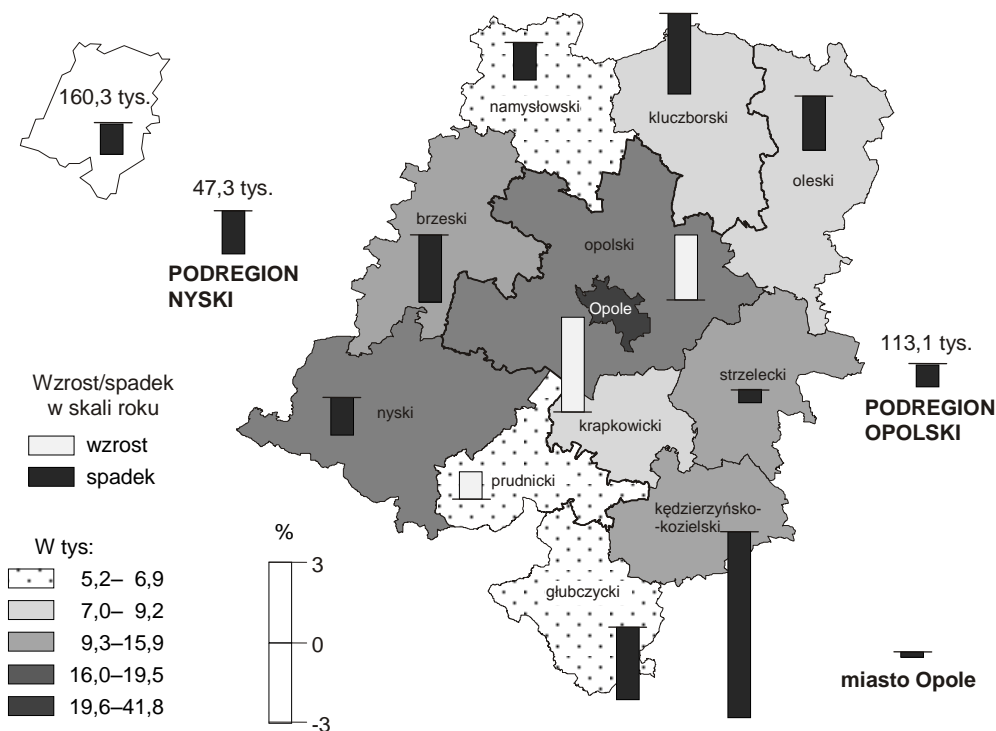 160,3 tys.
47,3 tys.
PODREGION
NYSKI
namysłowski
kluczborski
oleski
brzeski
opolski
Opole
strzelecki
nyski
krapkowicki
prudnicki
kędzierzyńsko-
-kozielski
głubczycki
113,1 tys.
PODREGION
OPOLSKI
miasto Opole
Wzrost/spadek
w skali roku
wzrost
spadek
W tys:
5,2– 6,9
7,0– 9,2
9,3–15,9
16,0–19,5
19,6–41,8
%
3
0
-3